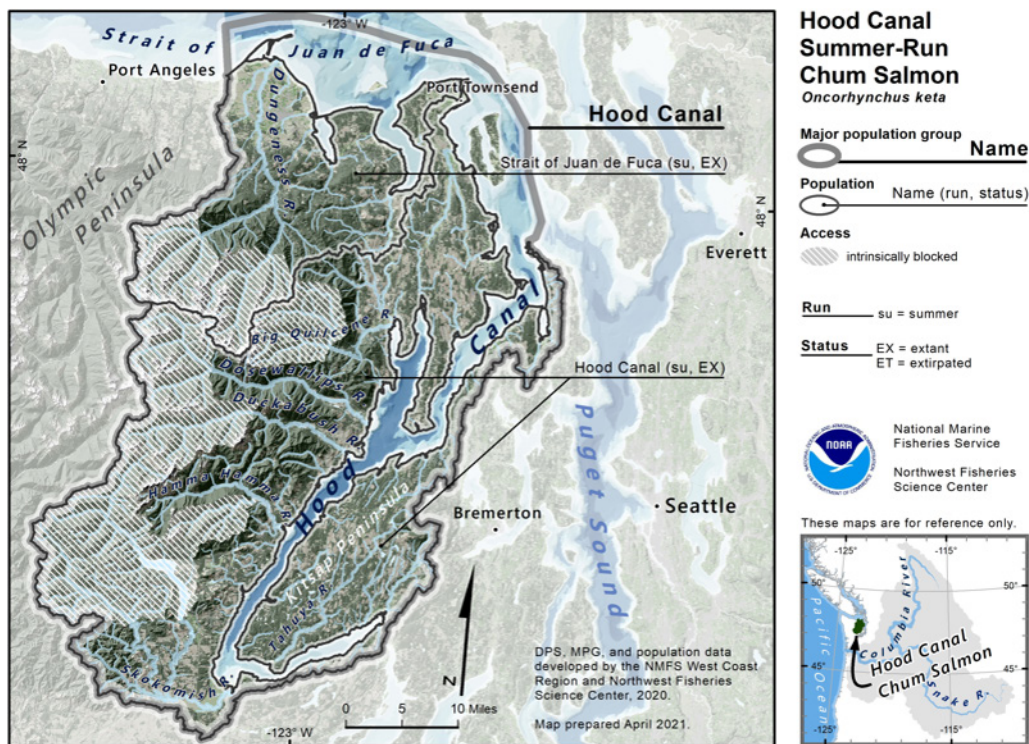 -123° W
Strait of
Juan de Fuca
Port Angeles
Port Townsend
Dungeness R.
Hood Canal
48° N
Strait of Juan de Fuca (su, EX)
Olympic
Peninsula
48° N
Everett
Big Quilcene R.
Canal
Dosewallips R.
Hood Canal (su, EX)
Duckabush R.
Puget Sound
Hamma Hamma R.
Hood
Kitsap Peninsula
Bremerton
Seattle
Tahuya R.
Skokomish R.
N
0 5 10 Miles
-123° W
DPS, MPG, and population data
developed by the NMFS West Coast
Region and Northwest Fisheries
Science Center, 2020.
Map prepared April 2021.
Hood Canal
Summer-Run
Chum Salmon
Oncorhynchus keta
Major population group
Name
Population
Name (run, status)
Access
intrinsically blocked
Run
su = summer
Status
EX = extant
ET = extirpated
NOAA
National Marine
Fisheries Service
Northwest Fisheries
Science Center
These maps are for reference only.
-125°
-115°
50°
50°
Columbia River
Pacific Ocean
45°
45°
Hood Canal
Chum Salmon
Snake R.
-125°
-115°